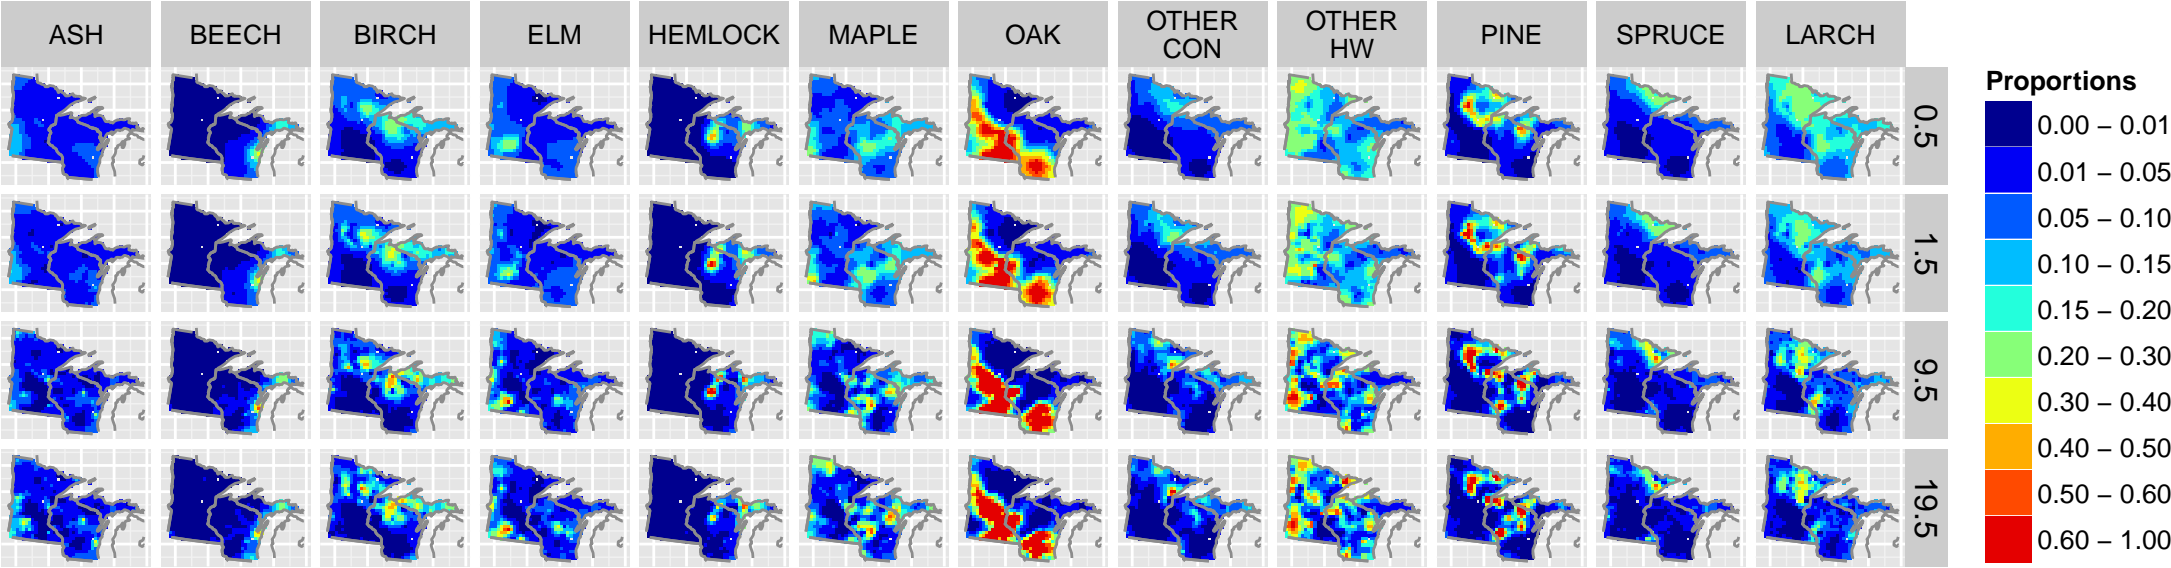 ASH BEECH BIRCH ELM HEMLOCK MAPLE OAK OTHER CON OTHER HW PINE SPRUCE LARCH
0.5
1.5
9.5
19.5
Proportions
0.00 – 0.01
0.01 – 0.05
0.05 – 0.10
0.10 – 0.15
0.15 – 0.20
0.20 – 0.30
0.30 – 0.40
0.40 – 0.50
0.50 – 0.60
0.60 – 1.00